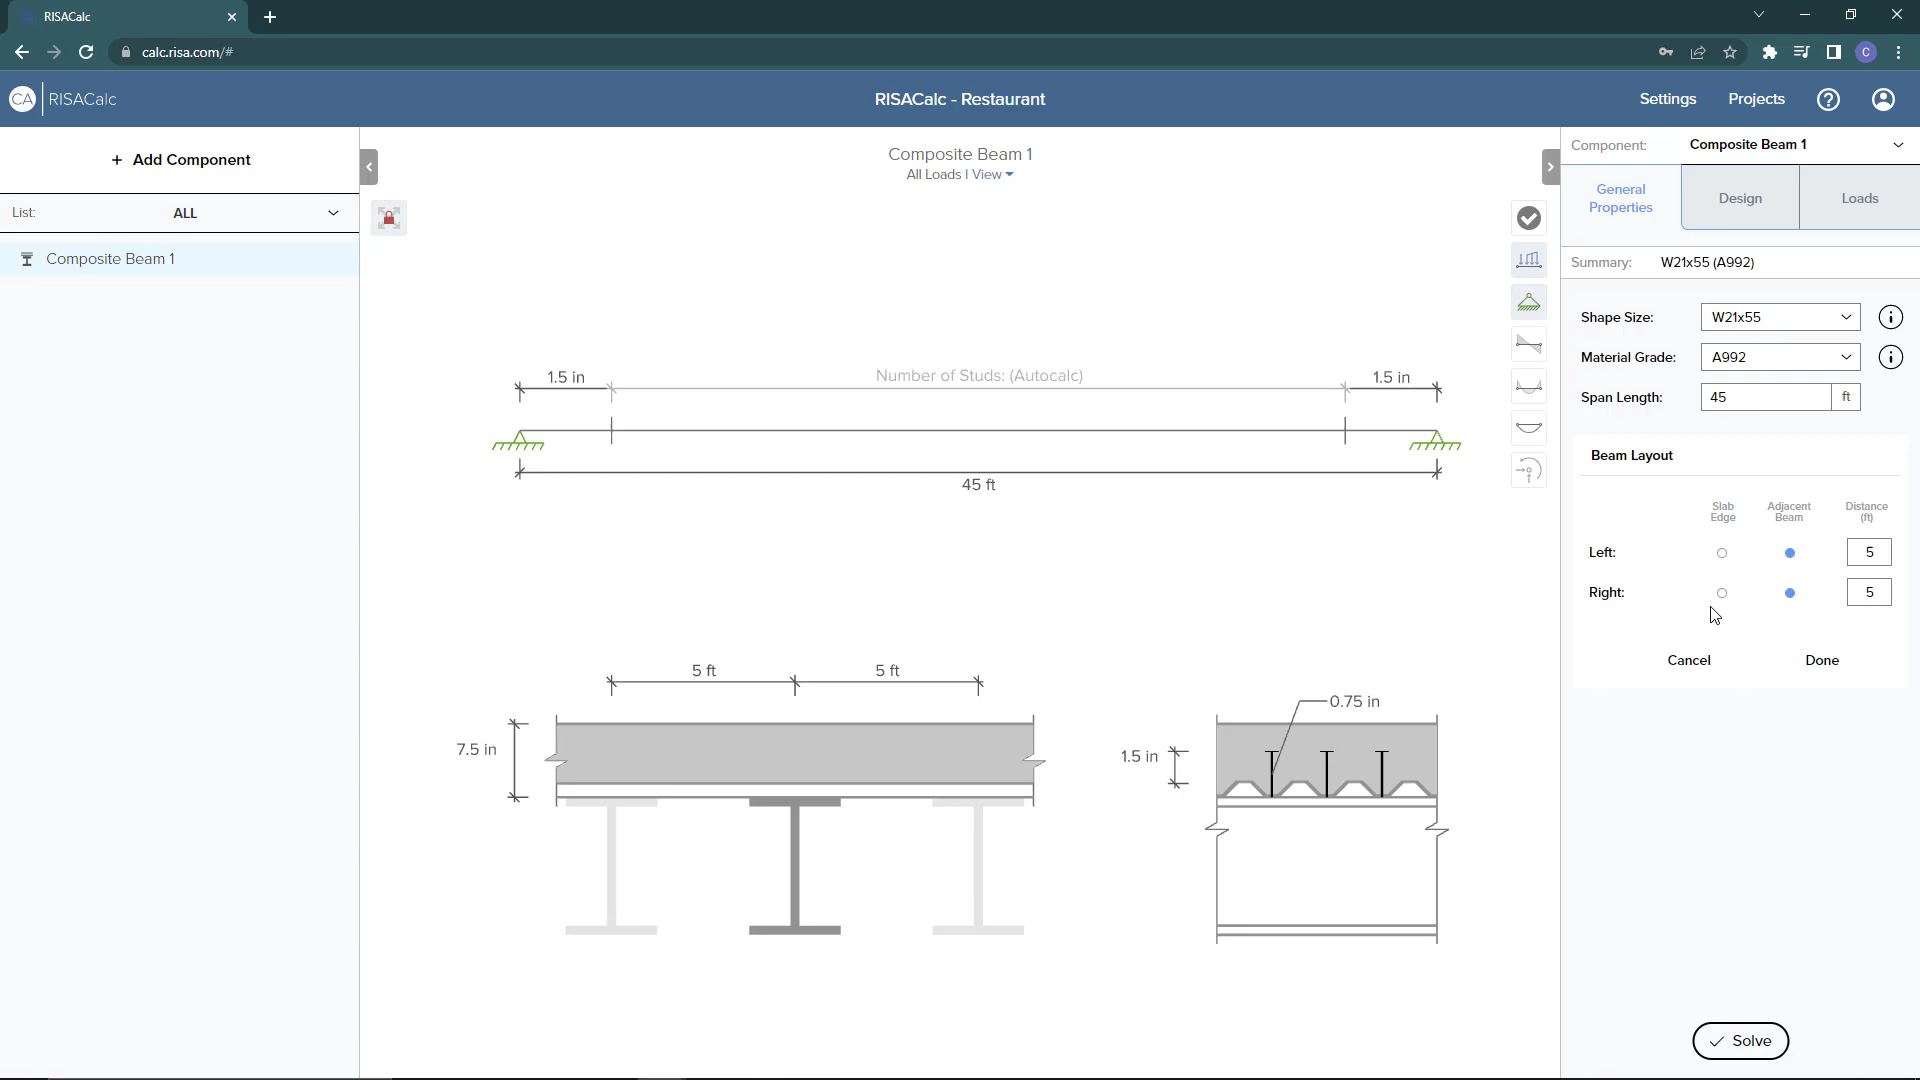 RISACalc
calc.risa.com/#
C
CA RISACalc
RISACalc - Restaurant
Settings
Projects
?
+ Add Component
List:
ALL
Composite Beam 1
Composite Beam 1
All Loads | View
1.5 in
Number of Studs: (Autocalc)
1.5 in
45 ft
5 ft
5 ft
7.5 in
0.75 in
1.5 in
Component:
Composite Beam 1
General
Properties
Design
Loads
Summary:
W21x55 (A992)
Shape Size:
W21x55
i
Material Grade:
A992
i
Span Length:
45
ft
Beam Layout
Slab
Edge
Adjacent
Beam
Distance
(ft)
Left:
5
Right:
5
Cancel
Done
Solve